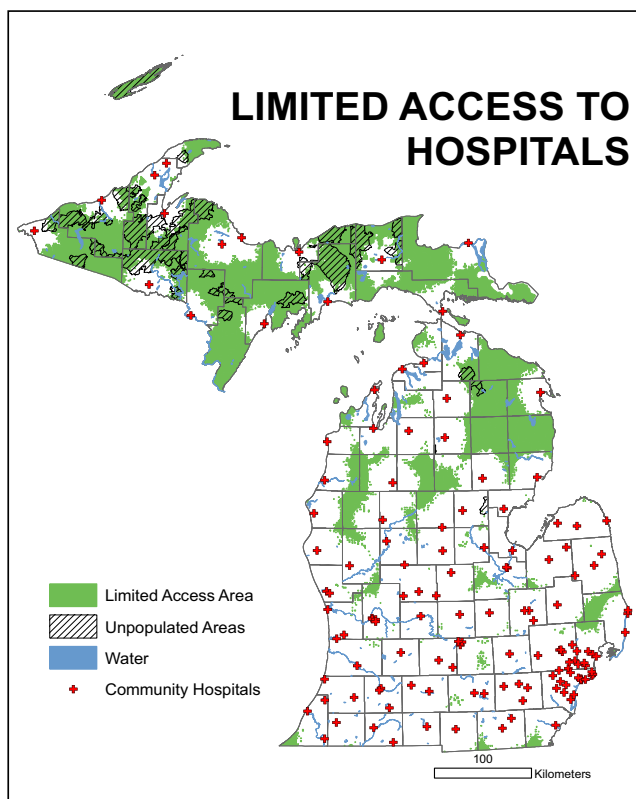 LIMITED ACCESS TO
HOSPITALS
Limited Access Area
Unpopulated Areas
Water
Community Hospitals
100
Kilometers